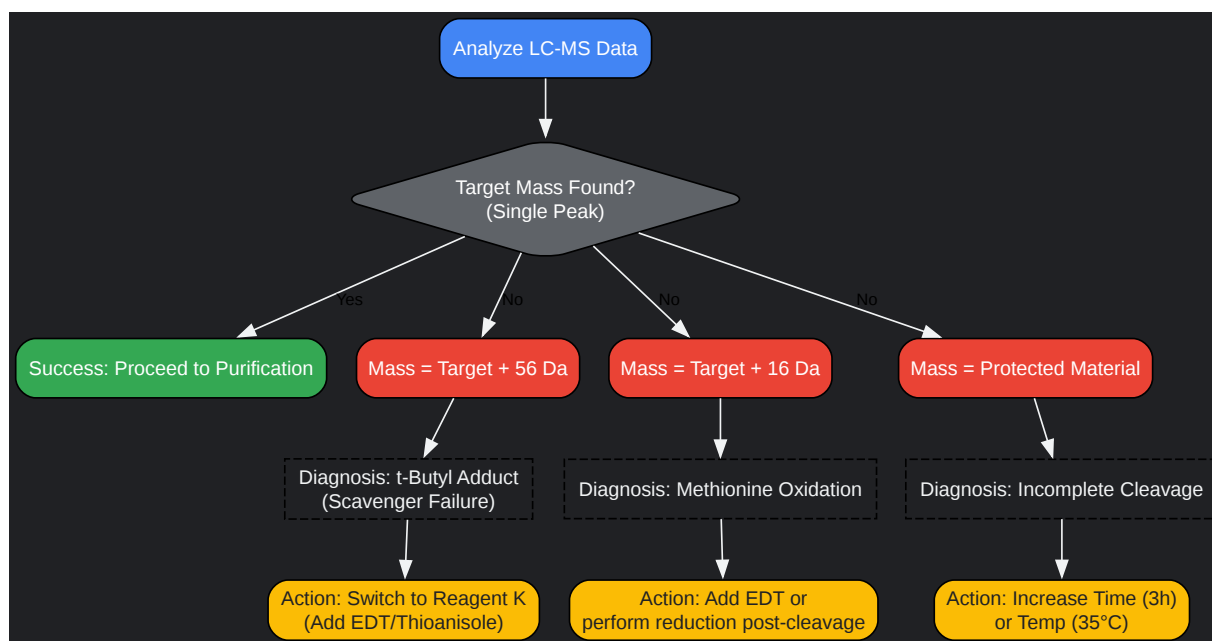 Analyze LC-MS Data
Target Mass Found?
(Single Peak)
Yes
No
No
No
Success: Proceed to Purification
Mass = Target + 56 Da
Mass = Target + 16 Da
Mass = Protected Material
Diagnosis: t-Butyl Adduct
(Scavenger Failure)
Diagnosis: Methionine Oxidation
Diagnosis: Incomplete Cleavage
Action: Switch to Reagent K
(Add EDT/Thioanisole)
Action: Add EDT or
perform reduction post-cleavage
Action: Increase Time (3h)
or Temp (35°C)